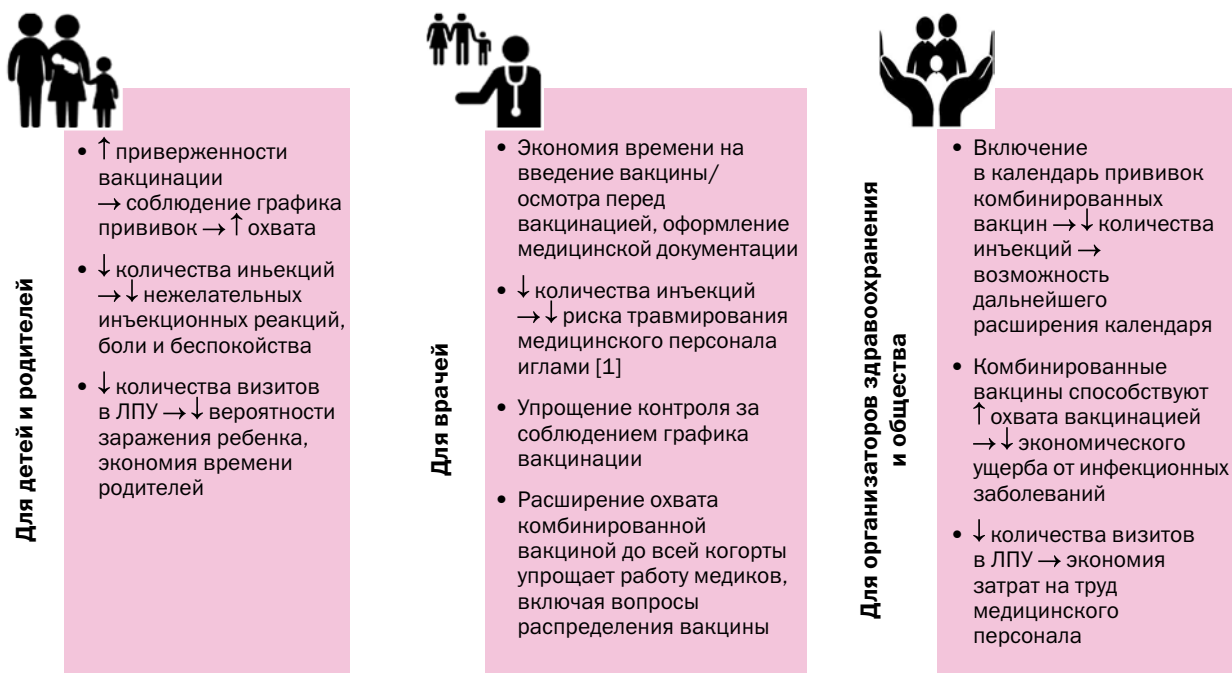 Для детей и родителей
• ↑ приверженности
вакцинации
→ соблюдение графика
прививок → ↑ охвата
• ↓ количества иньекций
→ ↓ нежелательных
инъекционных реакций,
боли и беспокойства
• ↓ количества визитов
в ЛПУ → ↓ вероятности
заражения ребенка,
экономия времени
родителей
Для врачей
• Экономия времени на
введение вакцины/
осмотра перед
вакцинацией, оформление
медицинской документации
• ↓ количества инъекций
→ ↓ риска травмирования
медицинского персонала
иглами [1]
• Упрощение контроля за
соблюдением графика
вакцинации
• Расширение охвата
комбинированной
вакциной до всей когорты
упрощает работу медиков,
включая вопросы
распределения вакцины
Для организаторов здравоохранения
и общества
• Включение
в календарь прививок
комбинированных
вакцин → ↓ количества
инъекций →
возможность
дальнейшего
расширения календаря
• Комбинированные
вакцины способствуют
↑ охвата вакцинацией
→ ↓ экономического
ущерба от инфекционных
заболеваний
• ↓ количества визитов
в ЛПУ → экономия
затрат на труд
медицинского
персонала